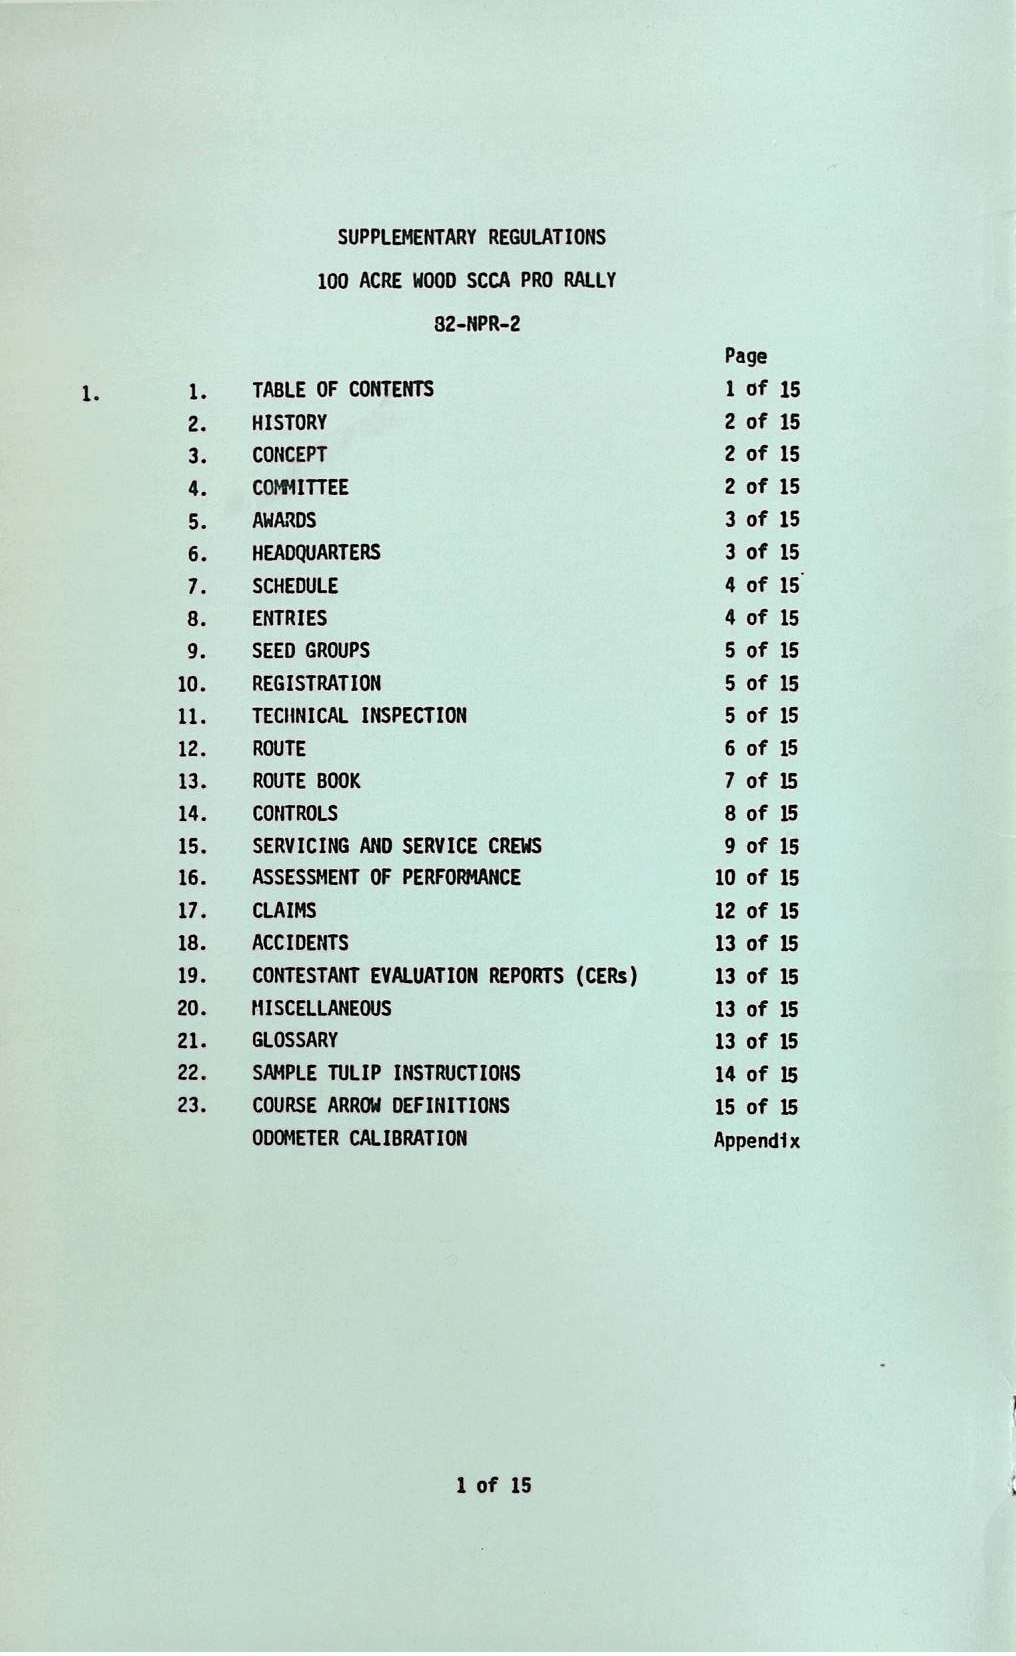 SUPPLEMENTARY REGULATIONS
100 ACRE WOOD SCCA PRO RALLY
82-NPR-2
Page
1. 1. TABLE OF CONTENTS 1 of 15
2. HISTORY 2 of 15
3. CONCEPT 2 of 15
4. COMMITTEE 2 of 15
5. AWARDS 3 of 15
6. HEADQUARTERS 3 of 15
7. SCHEDULE 4 of 15
8. ENTRIES 4 of 15
9. SEED GROUPS 5 of 15
10. REGISTRATION 5 of 15
11. TECHNICAL INSPECTION 5 of 15
12. ROUTE 6 of 15
13. ROUTE BOOK 7 of 15
14. CONTROLS 8 of 15
15. SERVICING AND SERVICE CREWS 9 of 15
16. ASSESSMENT OF PERFORMANCE 10 of 15
17. CLAIMS 12 of 15
18. ACCIDENTS 13 of 15
19. CONTESTANT EVALUATION REPORTS (CERs) 13 of 15
20. MISCELLANEOUS 13 of 15
21. GLOSSARY 13 of 15
22. SAMPLE TULIP INSTRUCTIONS 14 of 15
23. COURSE ARROW DEFINITIONS 15 of 15
ODOMETER CALIBRATION Appendix
1 of 15